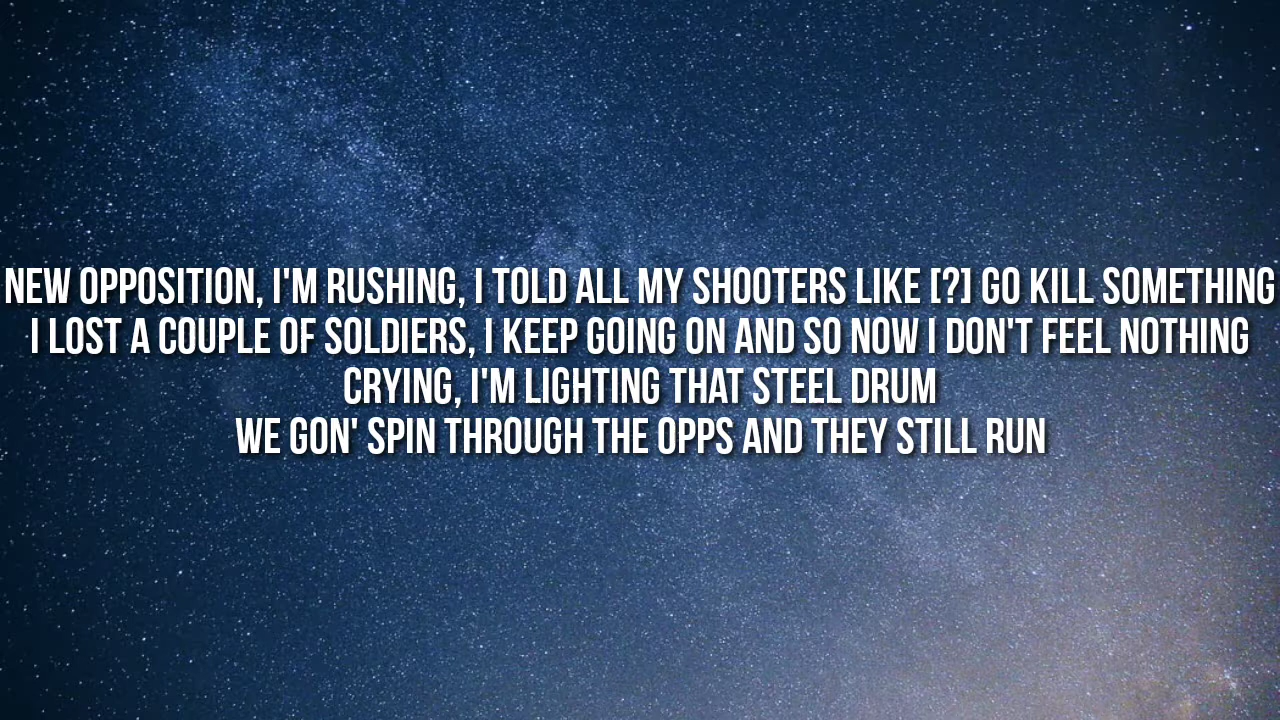 NEW OPPOSITION, I'M RUSHING, I TOLD ALL MY SHOOTERS LIKE [?] GO KILL SOMETHING
I LOST A COUPLE OF SOLDIERS, I KEEP GOING ON AND SO NOW I DON'T FEEL NOTHING
CRYING, I'M LIGHTING THAT STEEL DRUM
WE GON' SPIN THROUGH THE OPPS AND THEY STILL RUN